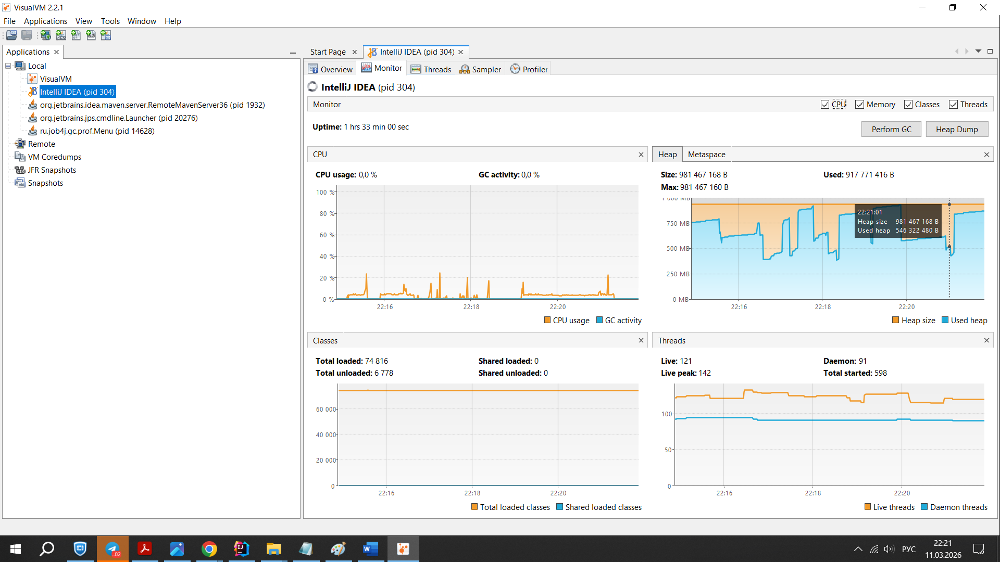 VisualVM 2.2.1
File Applications View Tools Window Help
Applications
Start Page
IntelliJ IDEA (pid 304)
Local
VisualVM
IntelliJ IDEA (pid 304)
org.jetbrains.idea.maven.server.RemoteMavenServer36 (pid 1932)
org.jetbrains.jps.cmdline.Launcher (pid 20276)
ru.job4j.gc.prof.Menu (pid 14628)
Remote
VM Coredumps
JFR Snapshots
Snapshots
Overview Monitor Threads Sampler Profiler
IntelliJ IDEA (pid 304)
Monitor
CPU Memory Classes Threads
Uptime: 1 hrs 33 min 00 sec
Perform GC Heap Dump
CPU
CPU usage: 0,0 % GC activity: 0,0 %
100 %
80 %
60 %
40 %
20 %
0 %
22:16 22:18 22:20
CPU usage GC activity
Heap Metaspace
Size: 981 467 168 B Used: 917 771 416 B
Max: 981 467 160 B
1 000 MB
750 MB
500 MB
250 MB
0 MB
22:21:01
Heap size 981 467 168 B
Used heap 546 322 480 B
22:16 22:18 22:20
Heap size Used heap
Classes
Total loaded: 74 816 Shared loaded: 0
Total unloaded: 6 778 Shared unloaded: 0
60 000
40 000
20 000
0
22:16 22:18 22:20
Total loaded classes Shared loaded classes
Threads
Live: 121 Daemon: 91
Live peak: 142 Total started: 598
100
50
0
22:16 22:18 22:20
Live threads Daemon threads
..02
РУС
22:21
11.03.2026